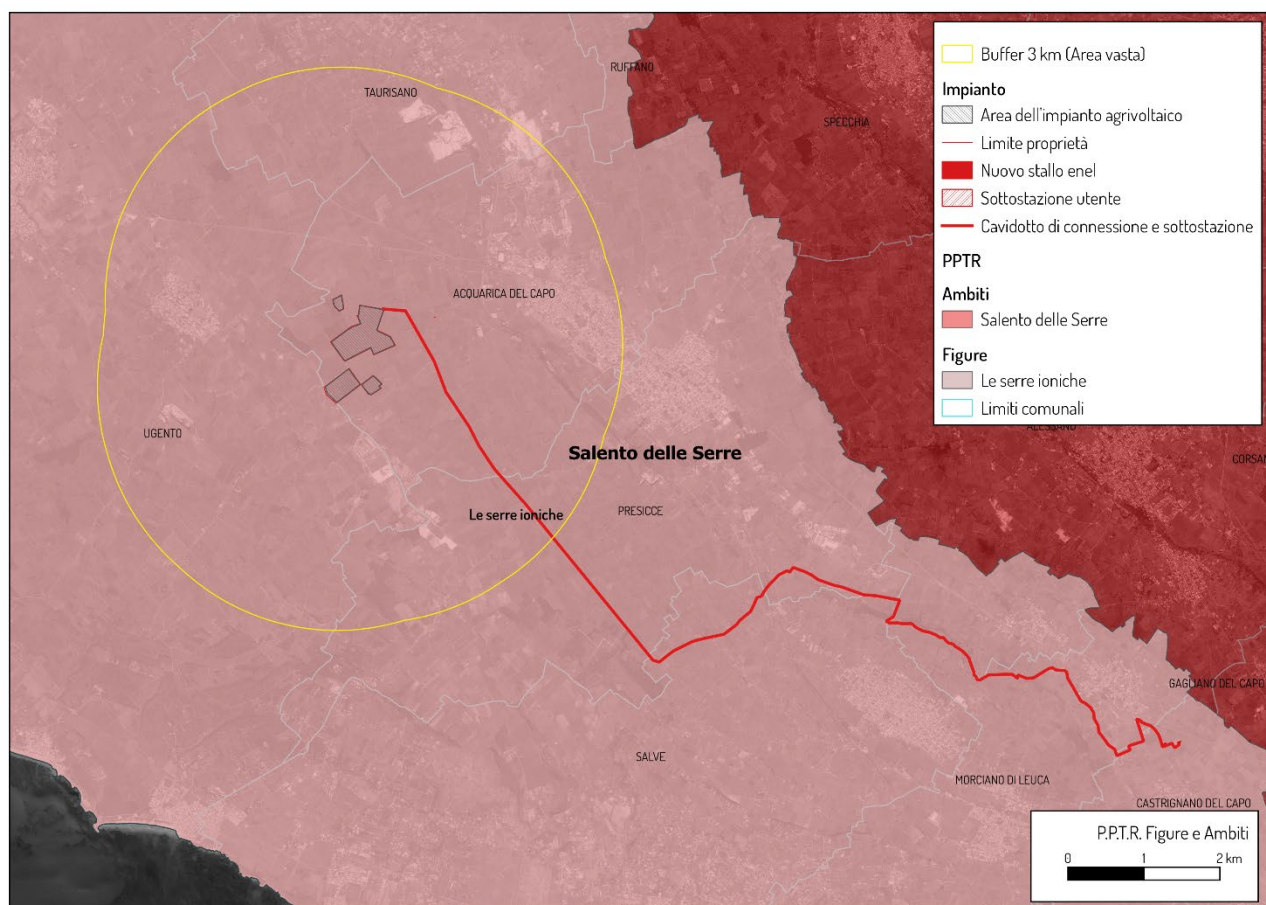 RUFFANO
TAURISANO
SPECCHIA
ACQUARICA DEL CAPO
UGENTO
Salento delle Serre
Le serre ioniche
PRESICCE
ALESSANO
CORSAN
GAGLIANO DEL CAPO
SALVE
MORCIANO DI LEUCA
CASTRIGNANO DEL CAPO
Buffer 3 km (Area vasta)
Impianto
Area dell'impianto agrivoltaico
Limite proprietà
Nuovo stallo enel
Sottostazione utente
Cavidotto di connessione e sottostazione
PPTR
Ambiti
Salento delle Serre
Figure
Le serre ioniche
Limiti comunali
P.P.T.R. Figure e Ambiti
0 1 2 km